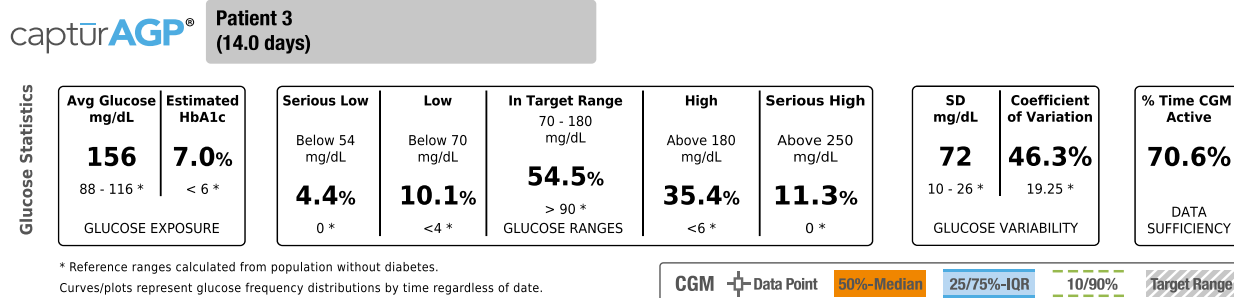 captūrAGP®
Patient 3
(14.0 days)
Glucose Statistics
Avg Glucose
mg/dL
156
88 - 116 *
Estimated
HbA1c
7.0%
< 6 *
GLUCOSE EXPOSURE
Serious Low
Below 54
mg/dL
4.4%
0 *
Low
Below 70
mg/dL
10.1%
<4 *
In Target Range
70 - 180
mg/dL
54.5%
> 90 *
High
Above 180
mg/dL
35.4%
<6 *
Serious High
Above 250
mg/dL
11.3%
0 *
GLUCOSE RANGES
SD
mg/dL
72
10 - 26 *
Coefficient
of Variation
46.3%
19.25 *
GLUCOSE VARIABILITY
% Time CGM
Active
70.6%
DATA
SUFFICIENCY
* Reference ranges calculated from population without diabetes.
Curves/plots represent glucose frequency distributions by time regardless of date.
CGM Data Point 50%-Median 25/75%-IQR 10/90% Target Range